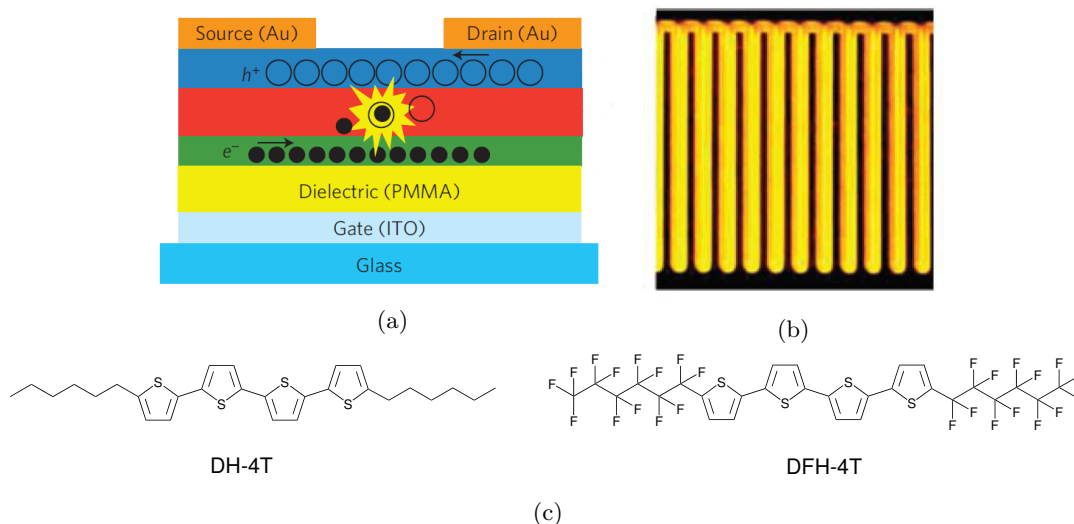 Source (Au) Drain (Au)
h+
e−
Dielectric (PMMA)
Gate (ITO)
Glass
(a)
(b)
S S S S
DH-4T
F F F F F F F F F F F F F S S S S F F F F F F F F F F F
DFH-4T
(c)